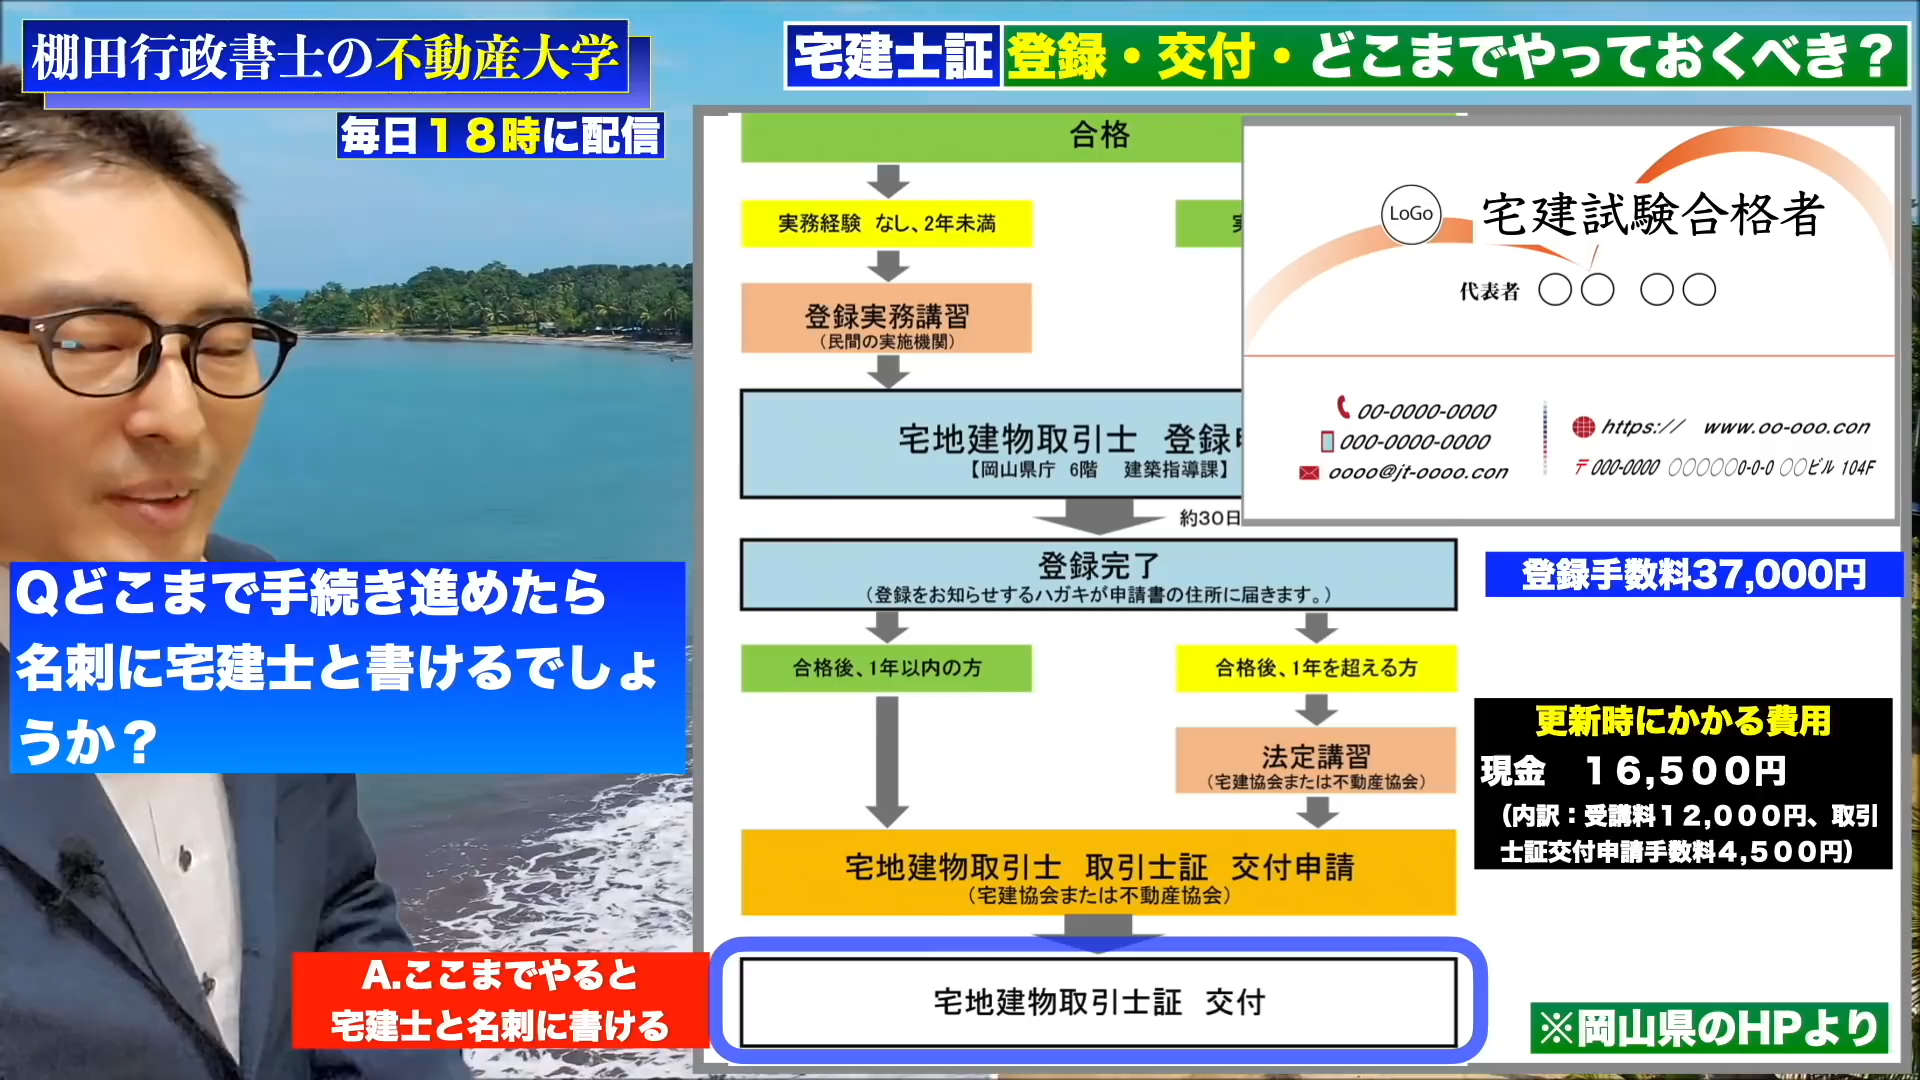 棚田行政書士の不動産大学
毎日１８時に配信
宅建士証 登録・交付・どこまでやっておくべき？
合格
実務経験 なし、2年未満
登録実務講習
（民間の実施機関）
宅地建物取引士 登録
【岡山県庁 6階 建築指導課】
約30日
登録完了
（登録をお知らせするハガキが申請書の住所に届きます。）
合格後、1年以内の方
合格後、1年を超える方
法定講習
（宅建協会または不動産協会）
宅地建物取引士 取引士証 交付申請
（宅建協会または不動産協会）
宅地建物取引士証 交付
LoGo
宅建試験合格者
代表者 〇〇 〇〇
00-0000-0000
000-0000-0000
oooo@jt-oooo.con
https:// www.oo-ooo.con
〒000-0000 〇〇〇〇〇0-0-0 〇〇ビル 104F
登録手数料37,000円
更新時にかかる費用
現金 １６,５００円
（内訳：受講料１２,０００円、取引
士証交付申請手数料４,５００円）
※岡山県のHPより
Qどこまで手続き進めたら
名刺に宅建士と書けるでしょ
うか？
A.ここまでやると
宅建士と名刺に書ける